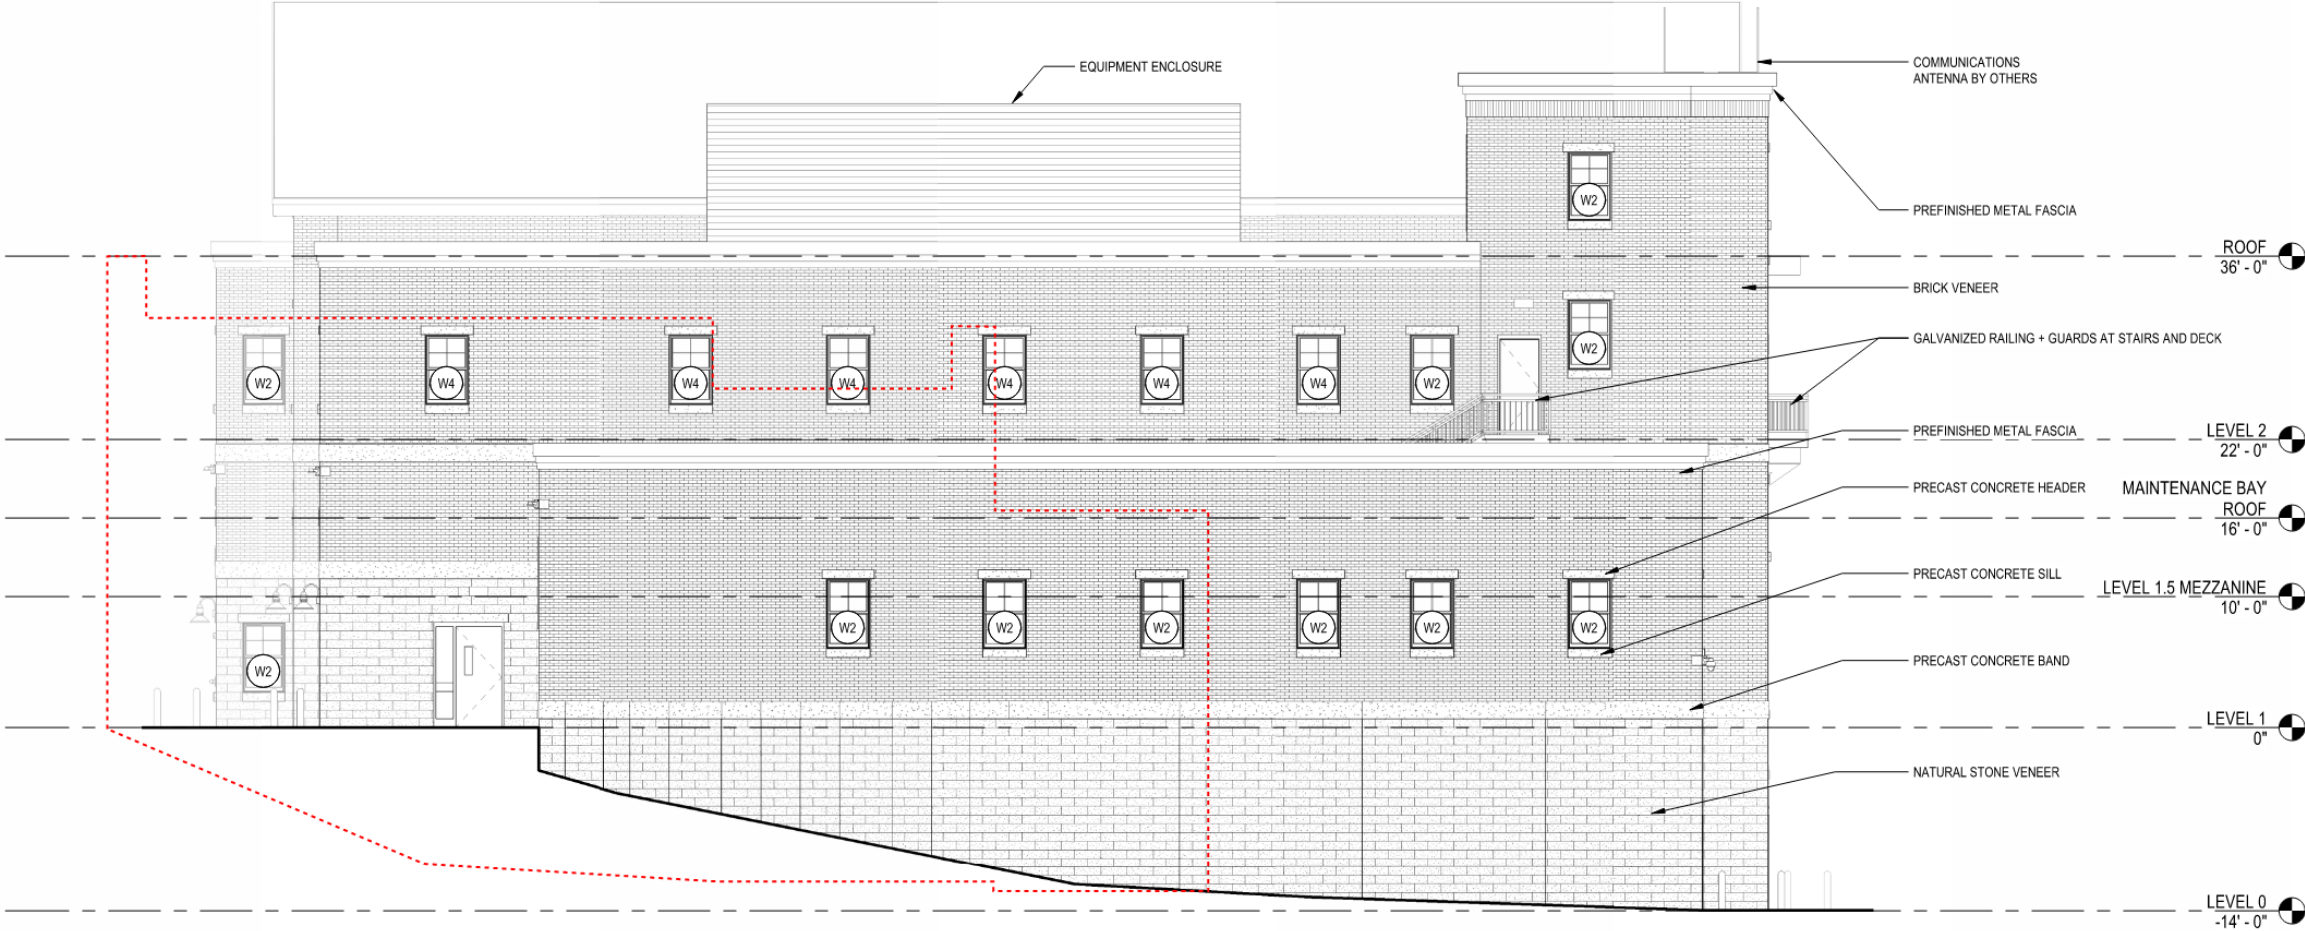 EQUIPMENT ENCLOSURE
COMMUNICATIONS
ANTENNA BY OTHERS
W2
PREFINISHED METAL FASCIA
ROOF
36' - 0"
BRICK VENEER
GALVANIZED RAILING + GUARDS AT STAIRS AND DECK
W2
W2
W4
W4
W4
W4
W4
W4
W2
PREFINISHED METAL FASCIA
LEVEL 2
22' - 0"
PRECAST CONCRETE HEADER
MAINTENANCE BAY
ROOF
16' - 0"
PRECAST CONCRETE SILL
LEVEL 1.5 MEZZANINE
10' - 0"
W2
W2
W2
W2
W2
W2
W2
PRECAST CONCRETE BAND
LEVEL 1
0"
NATURAL STONE VENEER
LEVEL 0
-14' - 0"